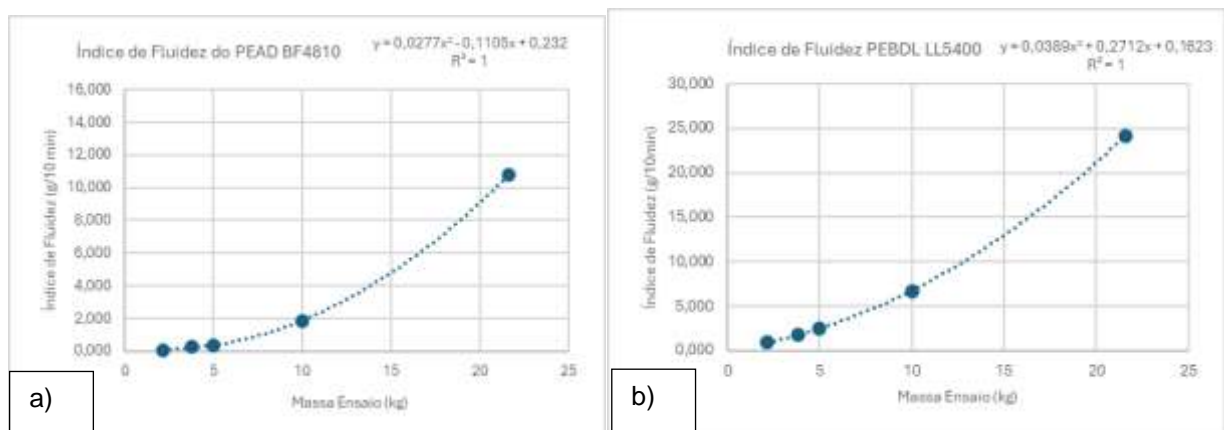 Índice de Fluidez do PEAD BF4810
y = 0,0277x² - 0,1105x + 0,232
R² = 1
16,000
14,000
12,000
10,000
8,000
6,000
4,000
2,000
0,000
Índice de Fluidez (g/10 min)
0 5 10 15 20 25
Massa Ensaio (kg)
a)
Índice de Fluidez PEBDL LL5400
y = 0,0389x² + 0,2712x + 0,1623
R² = 1
30,000
25,000
20,000
15,000
10,000
5,000
0,000
Índice de Fluidez (g/10min)
0 5 10 15 20 25
Massa Ensaio (kg)
b)